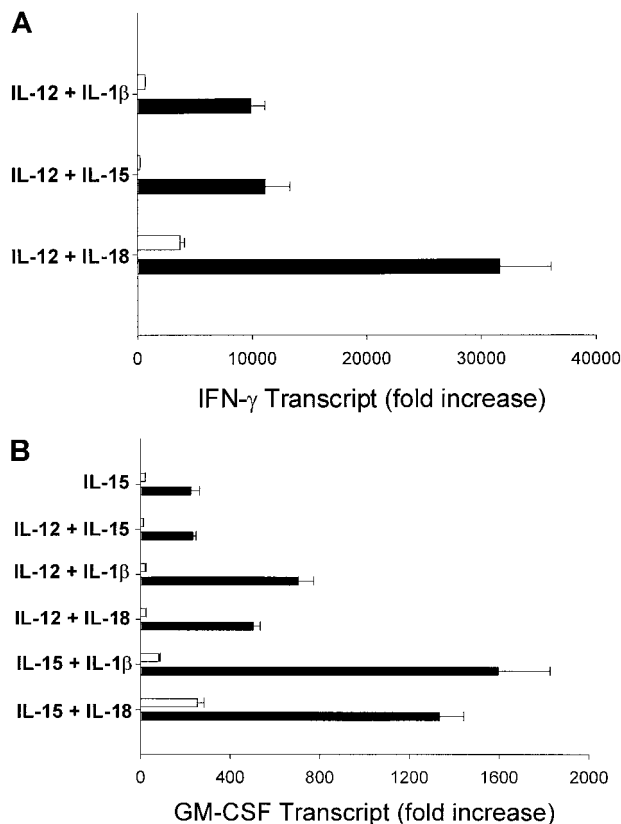 A
IL-12 + IL-1β
IL-12 + IL-15
IL-12 + IL-18
0 10000 20000 30000 40000
IFN-γ Transcript (fold increase)
B
IL-15
IL-12 + IL-15
IL-12 + IL-1β
IL-12 + IL-18
IL-15 + IL-1β
IL-15 + IL-18
0 400 800 1200 1600 2000
GM-CSF Transcript (fold increase)